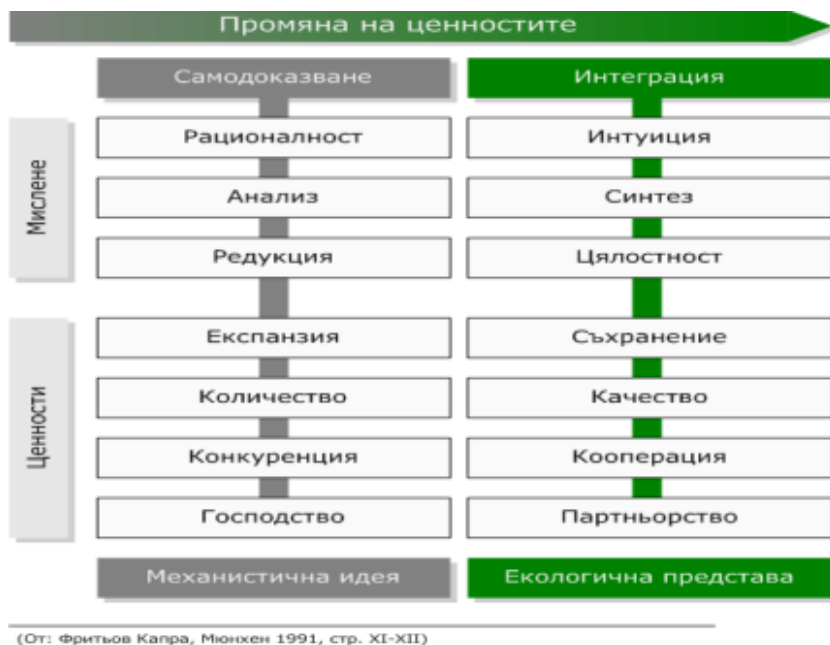 Промяна на ценностите
Самодоказване Интеграция
Мислене
Рационалност Интуиция
Анализ Синтез
Редукция Цялостност
Ценности
Експанзия Съхранение
Количество Качество
Конкуренция Кооперация
Господство Партньорство
Механистична идея Екологична представа
(От: Фритьов Капра, Мюнхен 1991, стр. XI-XII)